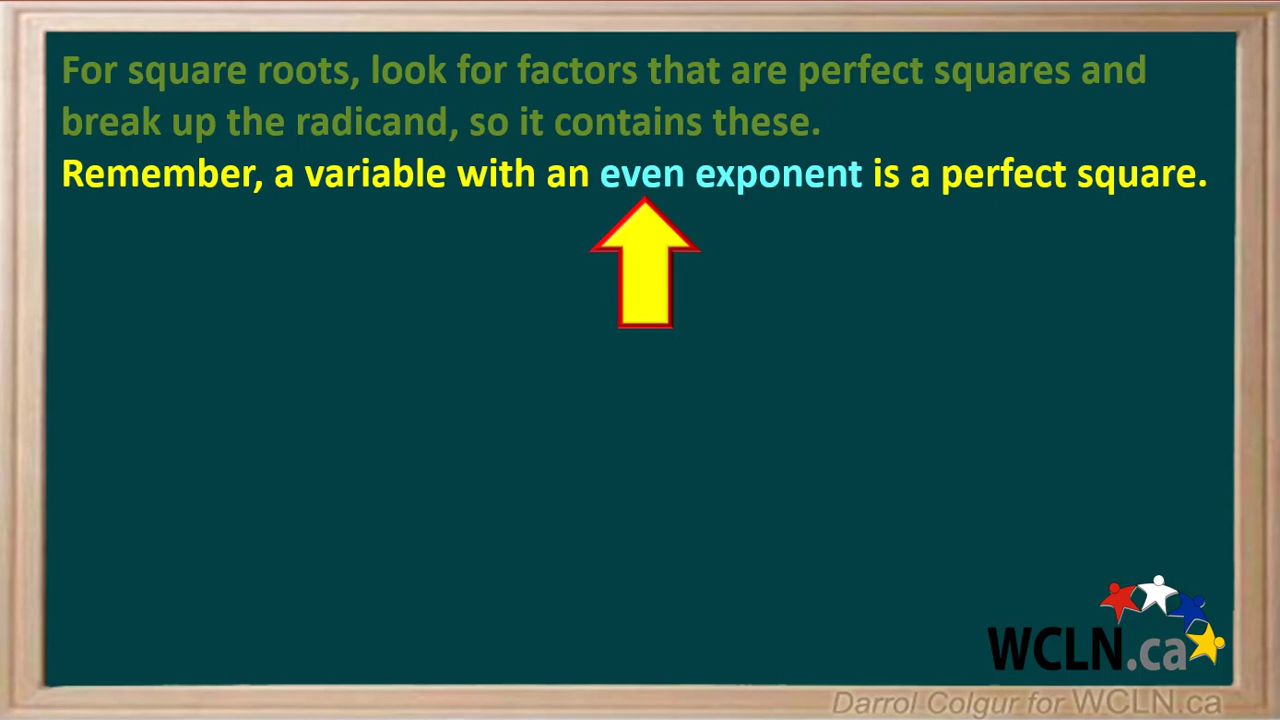 For square roots, look for factors that are perfect squares and
break up the radicand, so it contains these.
Remember, a variable with an even exponent is a perfect square.
WCLN.ca
Darrol Colgur for WCLN.ca